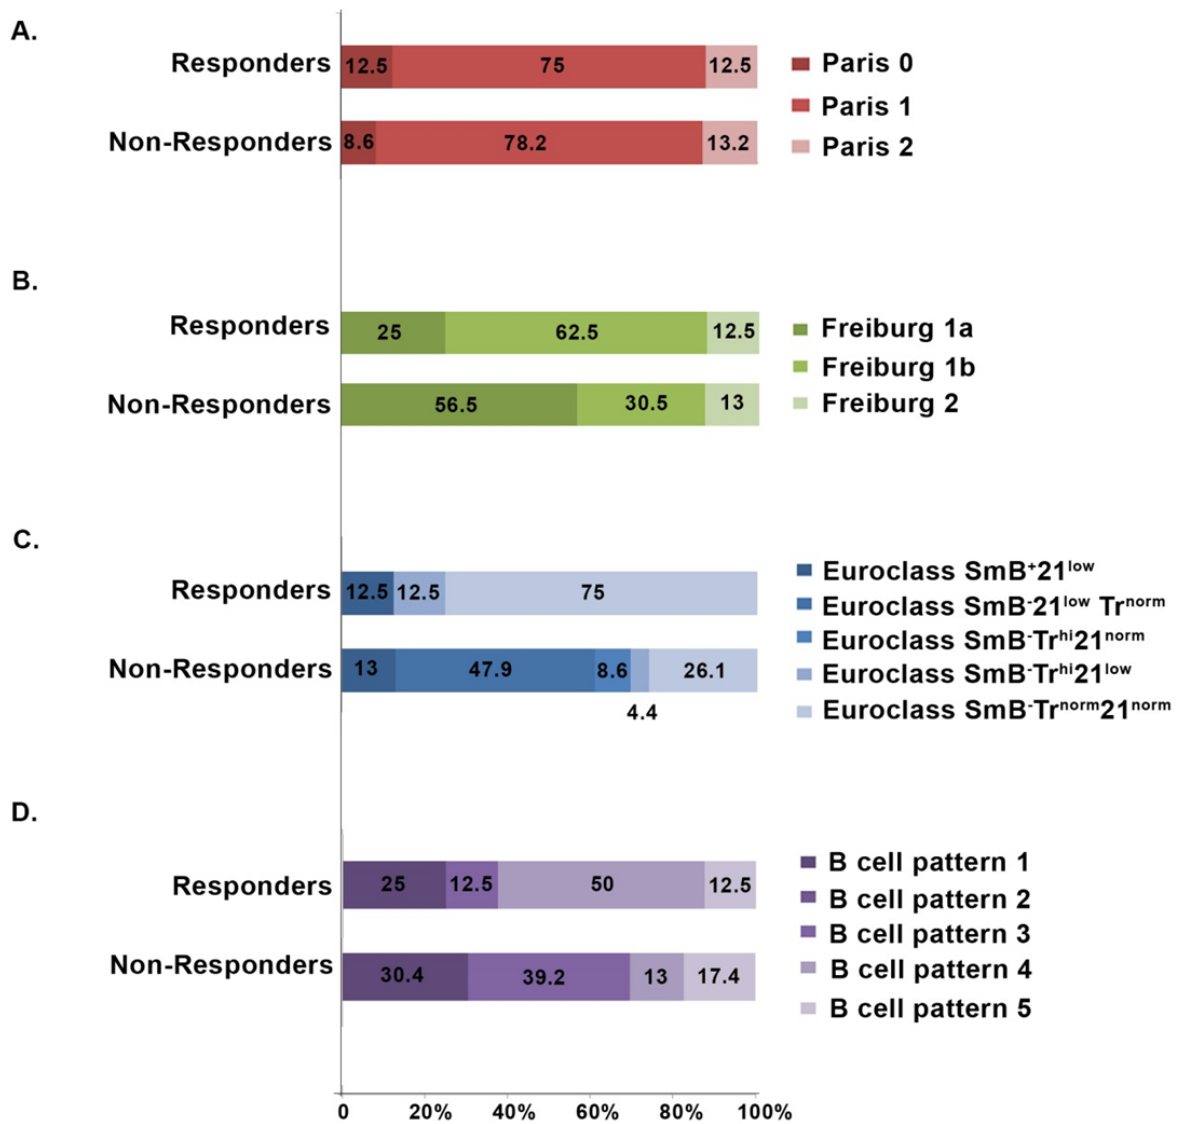 A.
Responders 12.5 75 12.5
Non-Responders 8.6 78.2 13.2
Paris 0
Paris 1
Paris 2
B.
Responders 25 62.5 12.5
Non-Responders 56.5 30.5 13
Freiburg 1a
Freiburg 1b
Freiburg 2
C.
Responders 12.5 12.5 75
Non-Responders 13 47.9 8.6 26.1
4.4
Euroclass SmB⁺21ˡᵒʷ
Euroclass SmB⁻21ˡᵒʷ Trⁿᵒʳᵐ
Euroclass SmB⁻Trʰⁱ21ⁿᵒʳᵐ
Euroclass SmB⁻Trʰⁱ21ˡᵒʷ
Euroclass SmB⁻Trⁿᵒʳᵐ21ⁿᵒʳᵐ
D.
Responders 25 12.5 50 12.5
Non-Responders 30.4 39.2 13 17.4
B cell pattern 1
B cell pattern 2
B cell pattern 3
B cell pattern 4
B cell pattern 5
0 20% 40% 60% 80% 100%